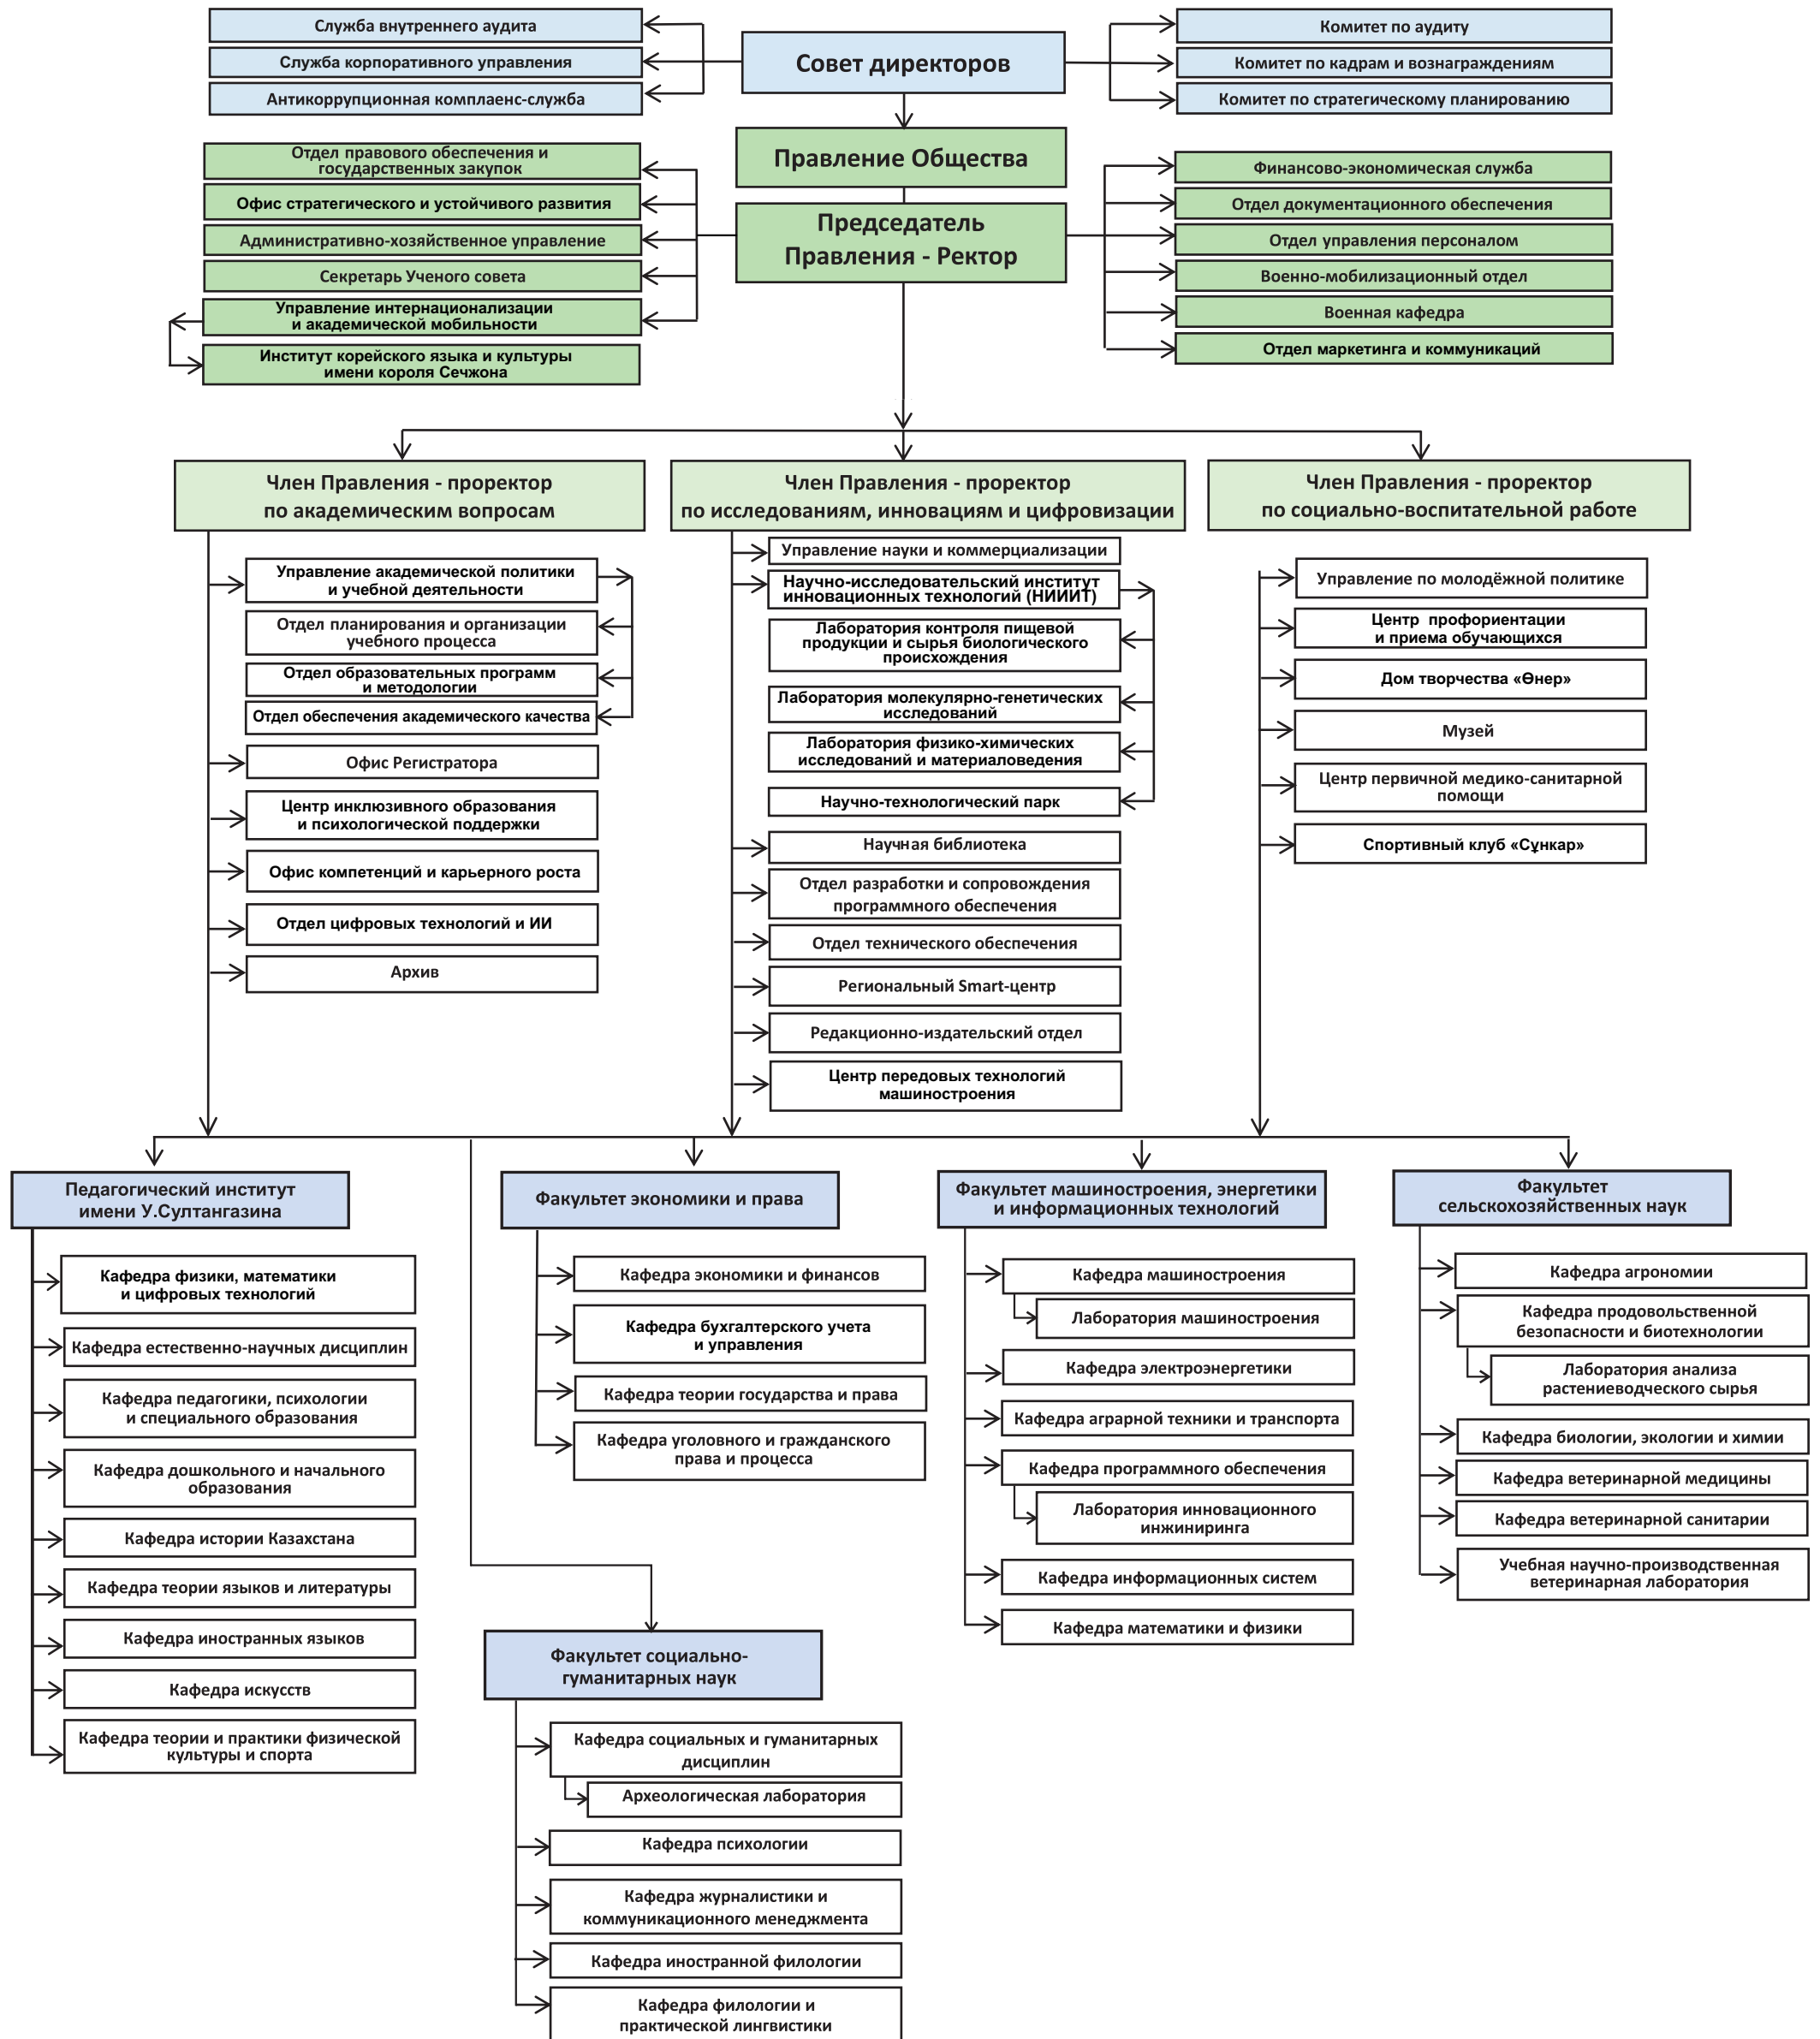 Служба внутреннего аудита
Служба корпоративного управления
Антикоррупционная комплаенс-служба
Совет директоров
Комитет по аудиту
Комитет по кадрам и вознаграждениям
Комитет по стратегическому планированию
Правление Общества
Председатель
Правления - Ректор
Отдел правового обеспечения и
государственных закупок
Офис стратегического и устойчивого развития
Административно-хозяйственное управление
Секретарь Ученого совета
Управление интернационализации
и академической мобильности
Институт корейского языка и культуры
имени короля Сечжона
Финансово-экономическая служба
Отдел документационного обеспечения
Отдел управления персоналом
Военно-мобилизационный отдел
Военная кафедра
Отдел маркетинга и коммуникаций
Член Правления - проректор
по академическим вопросам
Управление академической политики
и учебной деятельности
Отдел планирования и организации
учебного процесса
Отдел образовательных программ
и методологии
Отдел обеспечения академического качества
Офис Регистратора
Центр инклюзивного образования
и психологической поддержки
Офис компетенций и карьерного роста
Отдел цифровых технологий и ИИ
Архив
Член Правления - проректор
по исследованиям, инновациям и цифровизации
Управление науки и коммерциализации
Научно-исследовательский институт
инновационных технологий (НИИИТ)
Лаборатория контроля пищевой
продукции и сырья биологического
происхождения
Лаборатория молекулярно-генетических
исследований
Лаборатория физико-химических
исследований и материаловедения
Научно-технологический парк
Научная библиотека
Отдел разработки и сопровождения
программного обеспечения
Отдел технического обеспечения
Региональный Smart-центр
Редакционно-издательский отдел
Центр передовых технологий
машиностроения
Член Правления - проректор
по социально-воспитательной работе
Управление по молодёжной политике
Центр профориентации
и приема обучающихся
Дом творчества «Өнер»
Музей
Центр первичной медико-санитарной
помощи
Спортивный клуб «Сұнкар»
Педагогический институт
имени У.Султангазина
Кафедра физики, математики
и цифровых технологий
Кафедра естественно-научных дисциплин
Кафедра педагогики, психологии
и специального образования
Кафедра дошкольного и начального
образования
Кафедра истории Казахстана
Кафедра теории языков и литературы
Кафедра иностранных языков
Кафедра искусств
Кафедра теории и практики физической
культуры и спорта
Факультет экономики и права
Кафедра экономики и финансов
Кафедра бухгалтерского учета
и управления
Кафедра теории государства и права
Кафедра уголовного и гражданского
права и процесса
Факультет социально-
гуманитарных наук
Кафедра социальных и гуманитарных
дисциплин
Археологическая лаборатория
Кафедра психологии
Кафедра журналистики и
коммуникационного менеджмента
Кафедра иностранной филологии
Кафедра филологии и
практической лингвистики
Факультет машиностроения, энергетики
и информационных технологий
Кафедра машиностроения
Лаборатория машиностроения
Кафедра электроэнергетики
Кафедра аграрной техники и транспорта
Кафедра программного обеспечения
Лаборатория инновационного
инжиниринга
Кафедра информационных систем
Кафедра математики и физики
Факультет
сельскохозяйственных наук
Кафедра агрономии
Кафедра продовольственной
безопасности и биотехнологии
Лаборатория анализа
растениеводческого сырья
Кафедра биологии, экологии и химии
Кафедра ветеринарной медицины
Кафедра ветеринарной санитарии
Учебная научно-производственная
ветеринарная лаборатория